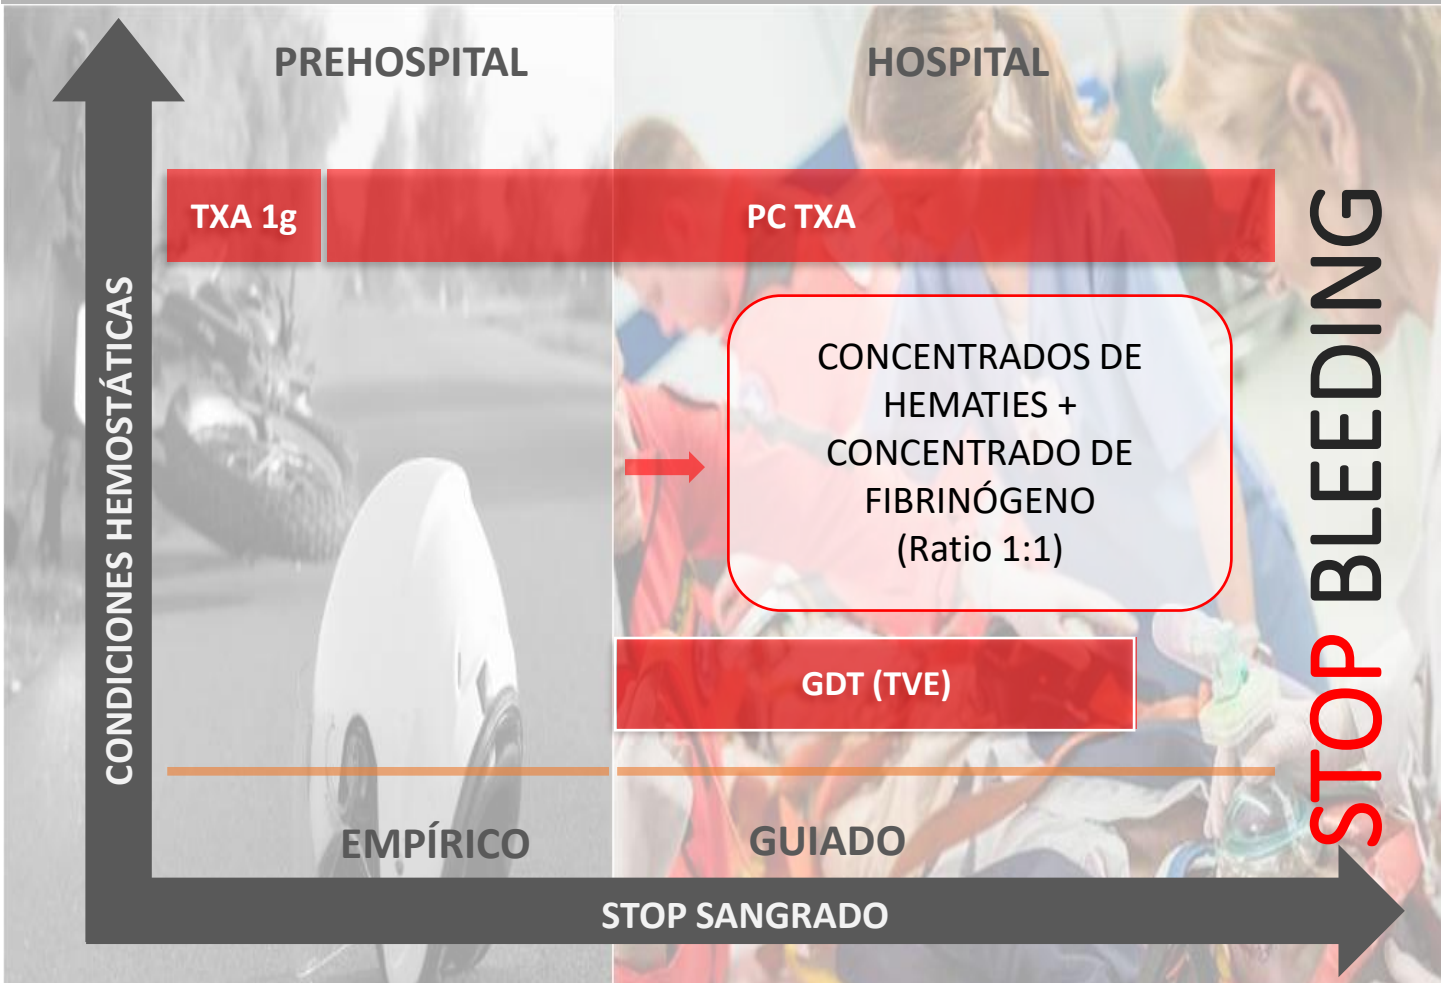 PREHOSPITAL
HOSPITAL
TXA 1g
PC TXA
CONDICIONES HEMOSTÁTICAS
CONCENTRADOS DE
HEMATIES +
CONCENTRADO DE
FIBRINÓGENO
(Ratio 1:1)
GDT (TVE)
EMPÍRICO
GUIADO
STOP SANGRADO
STOP BLEEDING